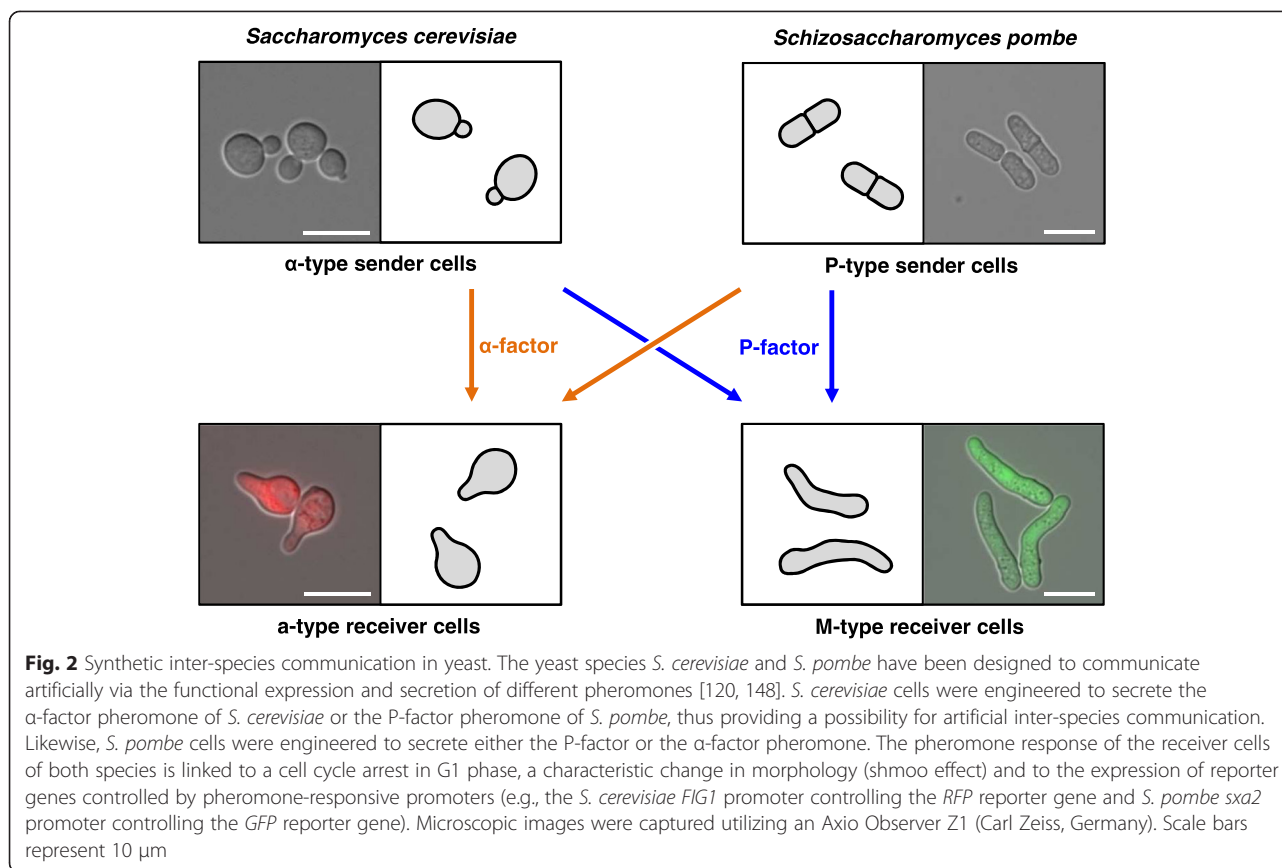 Saccharomyces cerevisiae
Schizosaccharomyces pombe
α-type sender cells
P-type sender cells
α-factor
P-factor
a-type receiver cells
M-type receiver cells
Fig. 2 Synthetic inter-species communication in yeast. The yeast species S. cerevisiae and S. pombe have been designed to communicate
artificially via the functional expression and secretion of different pheromones [120, 148]. S. cerevisiae cells were engineered to secrete the
α-factor pheromone of S. cerevisiae or the P-factor pheromone of S. pombe, thus providing a possibility for artificial inter-species communication.
Likewise, S. pombe cells were engineered to secrete either the P-factor or the α-factor pheromone. The pheromone response of the receiver cells
of both species is linked to a cell cycle arrest in G1 phase, a characteristic change in morphology (shmoo effect) and to the expression of reporter
genes controlled by pheromone-responsive promoters (e.g., the S. cerevisiae FIG1 promoter controlling the RFP reporter gene and S. pombe sxa2
promoter controlling the GFP reporter gene). Microscopic images were captured utilizing an Axio Observer Z1 (Carl Zeiss, Germany). Scale bars
represent 10 μm